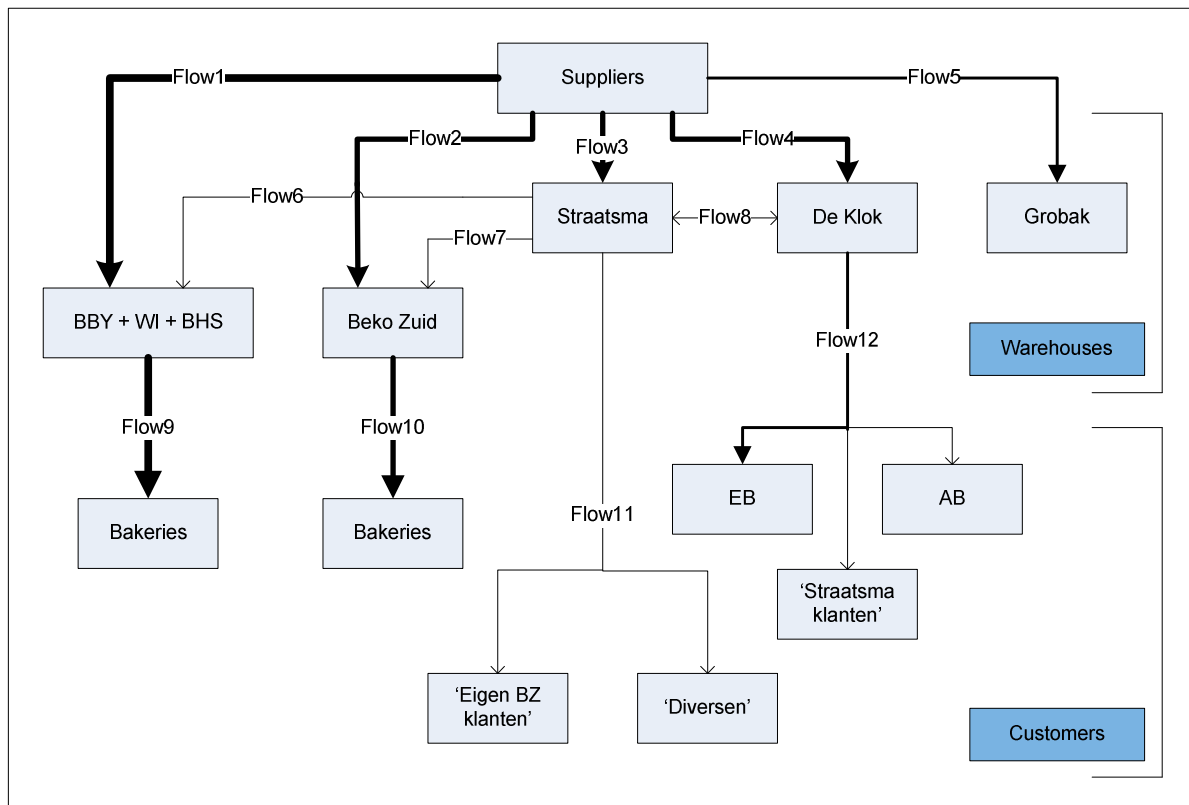 Suppliers
Flow1
Flow5
Flow2
Flow3
Flow4
Flow6
Straatsma
Flow8
De Klok
Grobak
Flow7
BBY + WI + BHS
Beko Zuid
Warehouses
Flow12
Flow9
Flow10
EB
AB
Flow11
Bakeries
Bakeries
‘Straatsma
klanten’
‘Eigen BZ
klanten’
‘Diversen’
Customers